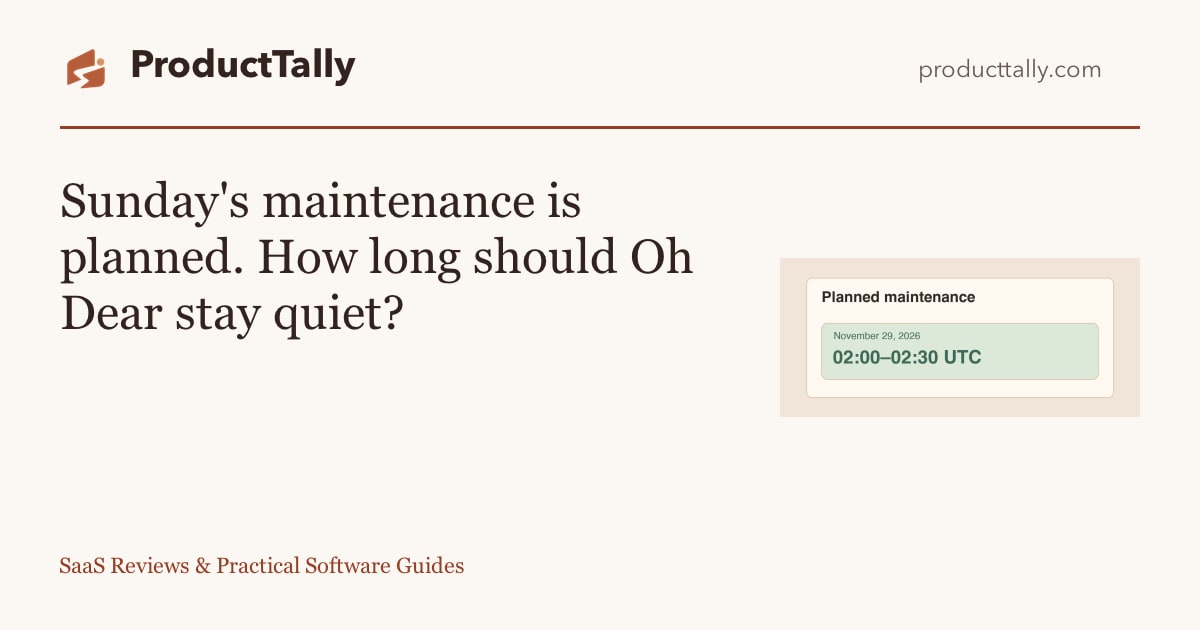 ProductTally
producttally.com
Sunday's maintenance is
planned. How long should Oh
Dear stay quiet?
Planned maintenance
November 29, 2026
02:00–02:30 UTC
SaaS Reviews & Practical Software Guides